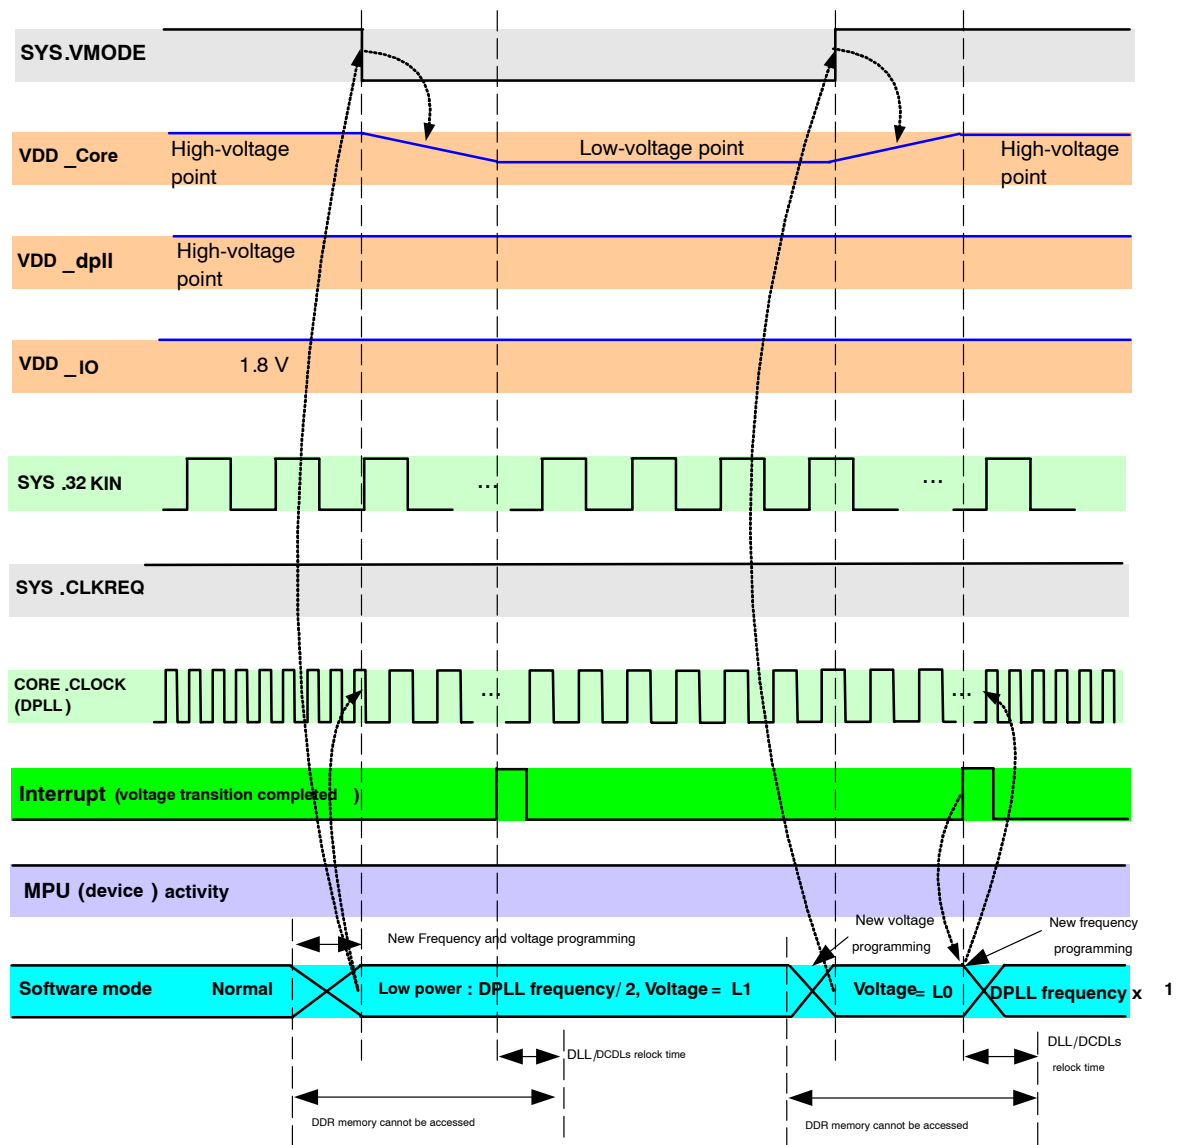 SYS.VMODE
VDD _Core
High-voltage
point
Low-voltage point
High-voltage
point
VDD _dpll
High-voltage
point
VDD _IO
1.8 V
SYS .32 KIN
...
...
SYS .CLKREQ
CORE .CLOCK
(DPLL )
...
...
Interrupt (voltage transition completed )
MPU (device ) activity
New Frequency and voltage programming
New voltage
programming
New frequency
programming
Software mode
Normal
Low power : DPLL frequency/ 2, Voltage = L1
Voltage= L0
DPLL frequency x 1
DLL/DCDLs relock time
DLL/DCDLs
relock time
DDR memory cannot be accessed
DDR memory cannot be accessed